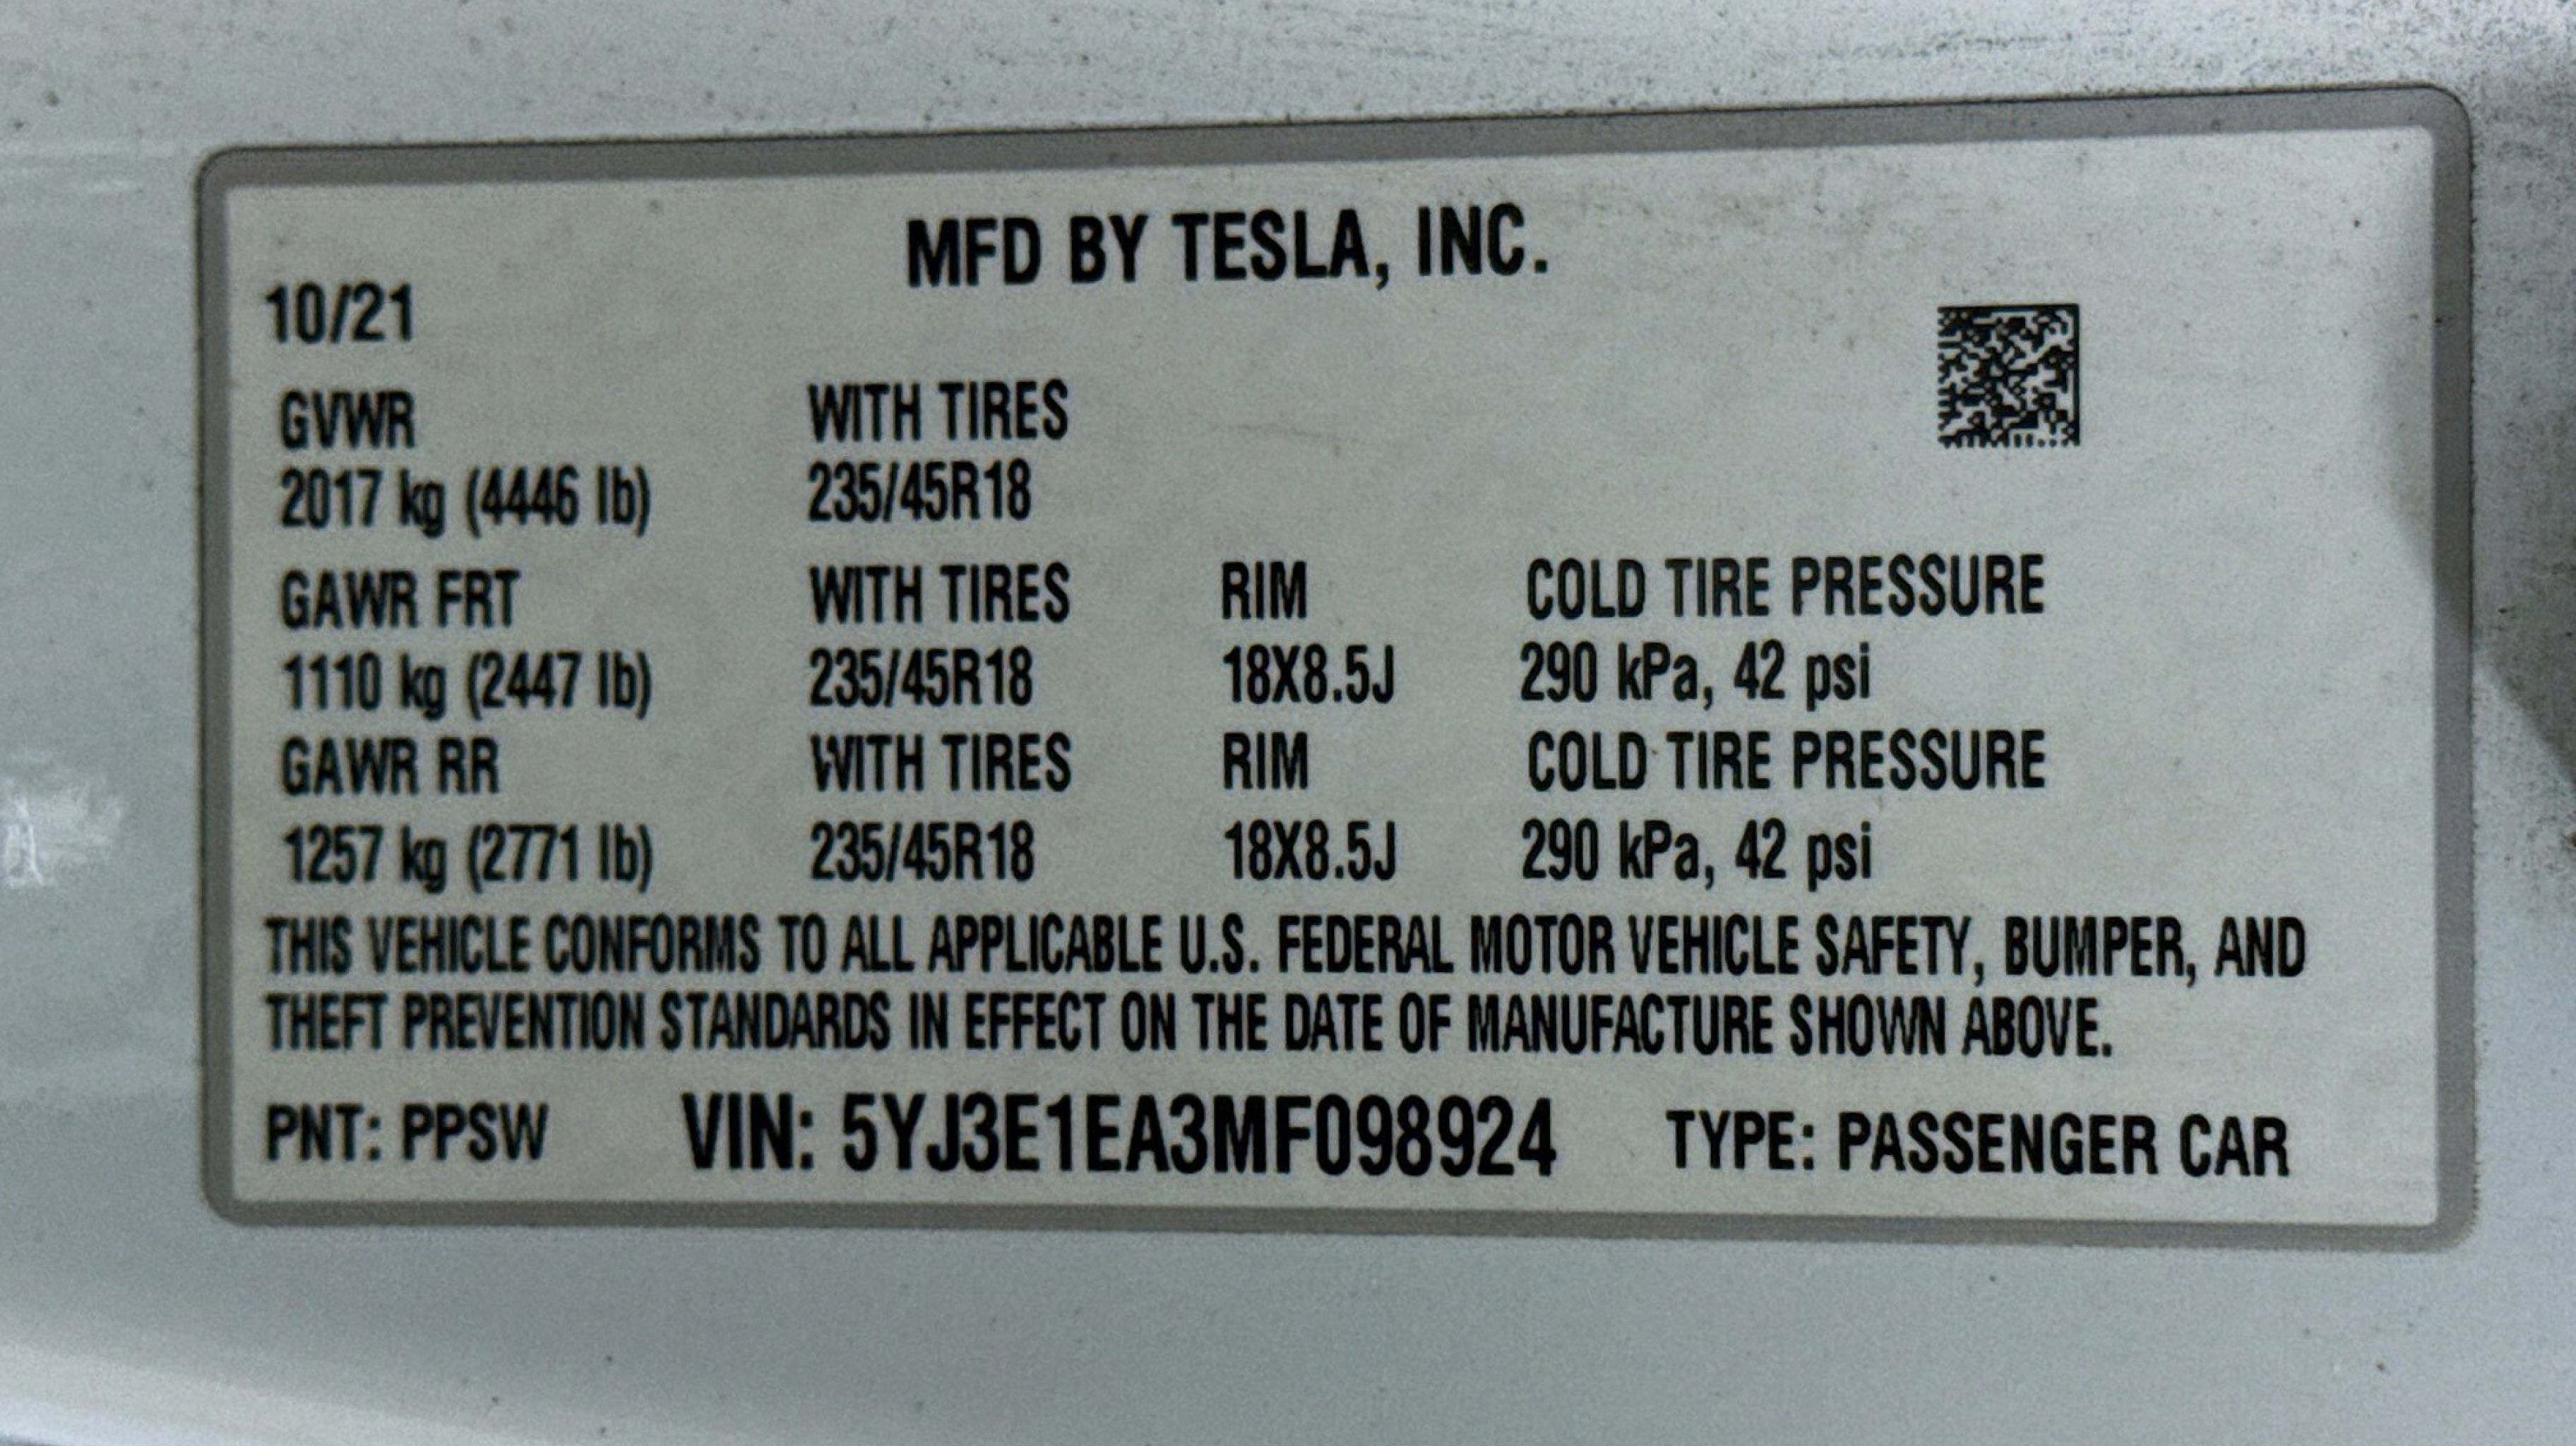 MFD BY TESLA, INC.
10/21
GVWR WITH TIRES
2017 kg (4446 lb) 235/45R18
GAWR FRT WITH TIRES RIM COLD TIRE PRESSURE
1110 kg (2447 lb) 235/45R18 18X8.5J 290 kPa, 42 psi
GAWR RR WITH TIRES RIM COLD TIRE PRESSURE
1257 kg (2771 lb) 235/45R18 18X8.5J 290 kPa, 42 psi
THIS VEHICLE CONFORMS TO ALL APPLICABLE U.S. FEDERAL MOTOR VEHICLE SAFETY, BUMPER, AND
THEFT PREVENTION STANDARDS IN EFFECT ON THE DATE OF MANUFACTURE SHOWN ABOVE.
PNT: PPSW VIN: 5YJ3E1EA3MF098924 TYPE: PASSENGER CAR